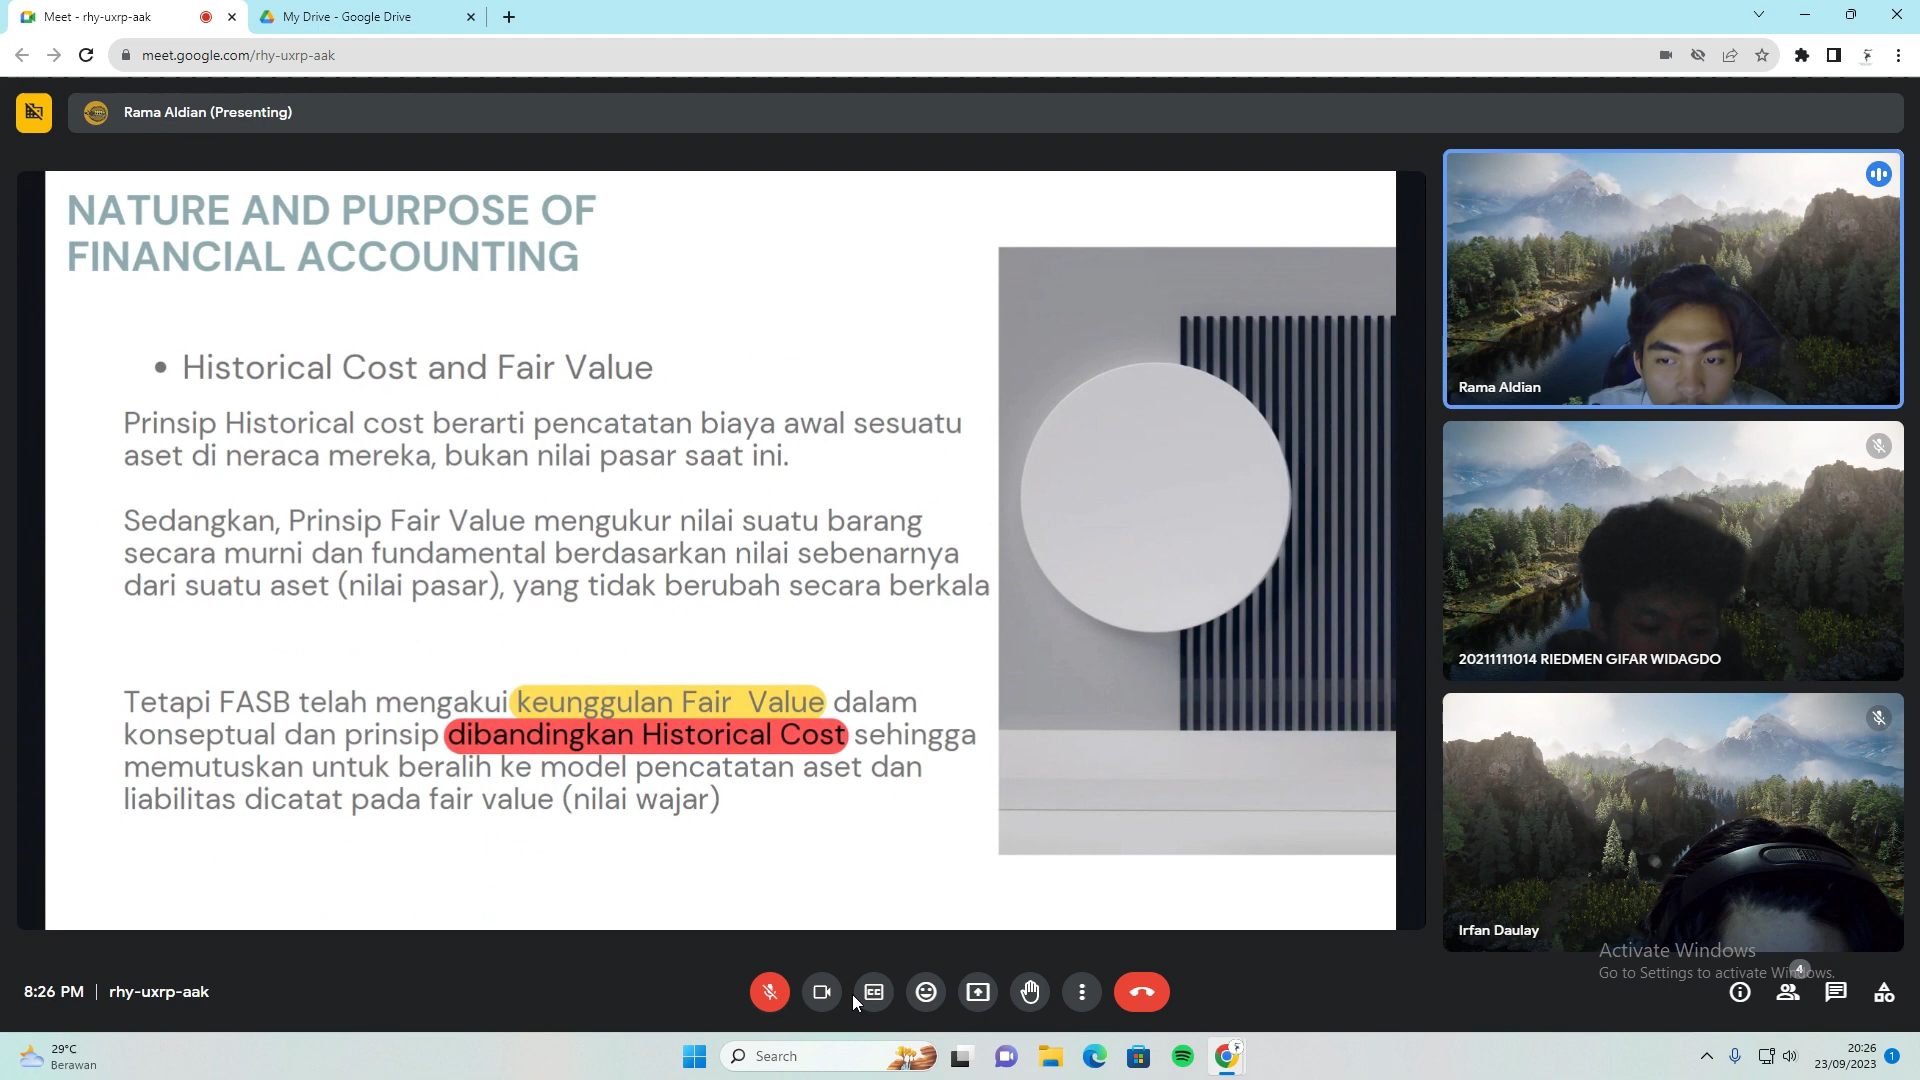 Meet - rhy-uxrp-aak
My Drive - Google Drive
meet.google.com/rhy-uxrp-aak
Rama Aldian (Presenting)
NATURE AND PURPOSE OF
FINANCIAL ACCOUNTING
• Historical Cost and Fair Value
Prinsip Historical cost berarti pencatatan biaya awal sesuatu
aset di neraca mereka, bukan nilai pasar saat ini.
Sedangkan, Prinsip Fair Value mengukur nilai suatu barang
secara murni dan fundamental berdasarkan nilai sebenarnya
dari suatu aset (nilai pasar), yang tidak berubah secara berkala
Tetapi FASB telah mengakui keunggulan Fair Value dalam
konseptual dan prinsip dibandingkan Historical Cost sehingga
memutuskan untuk beralih ke model pencatatan aset dan
liabilitas dicatat pada fair value (nilai wajar)
Rama Aldian
20211111014 RIEDMEN GIFAR WIDAGDO
Irfan Daulay
Activate Windows
Go to Settings to activate Windows.
4
8:26 PM | rhy-uxrp-aak
CC
29°C
Berawan
Search
20:26
23/09/2023
1